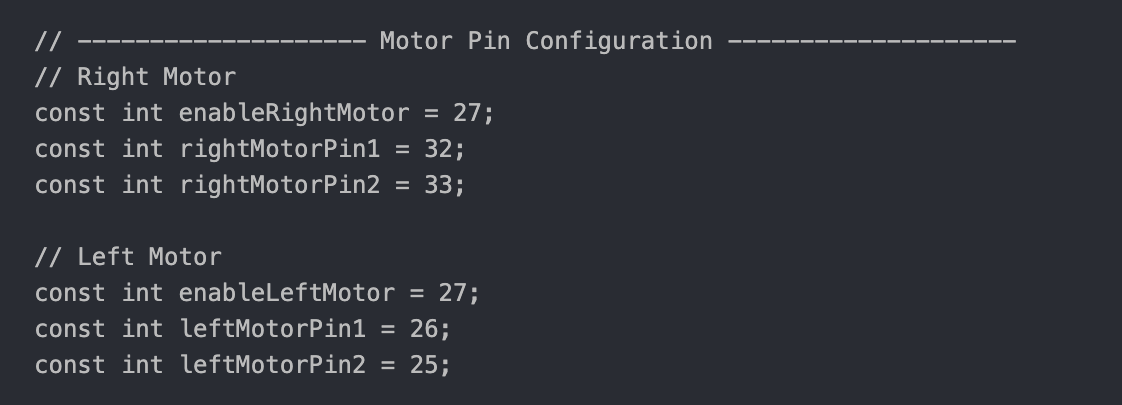 // -------------------- Motor Pin Configuration --------------------
// Right Motor
const int enableRightMotor = 27;
const int rightMotorPin1 = 32;
const int rightMotorPin2 = 33;
// Left Motor
const int enableLeftMotor = 27;
const int leftMotorPin1 = 26;
const int leftMotorPin2 = 25;